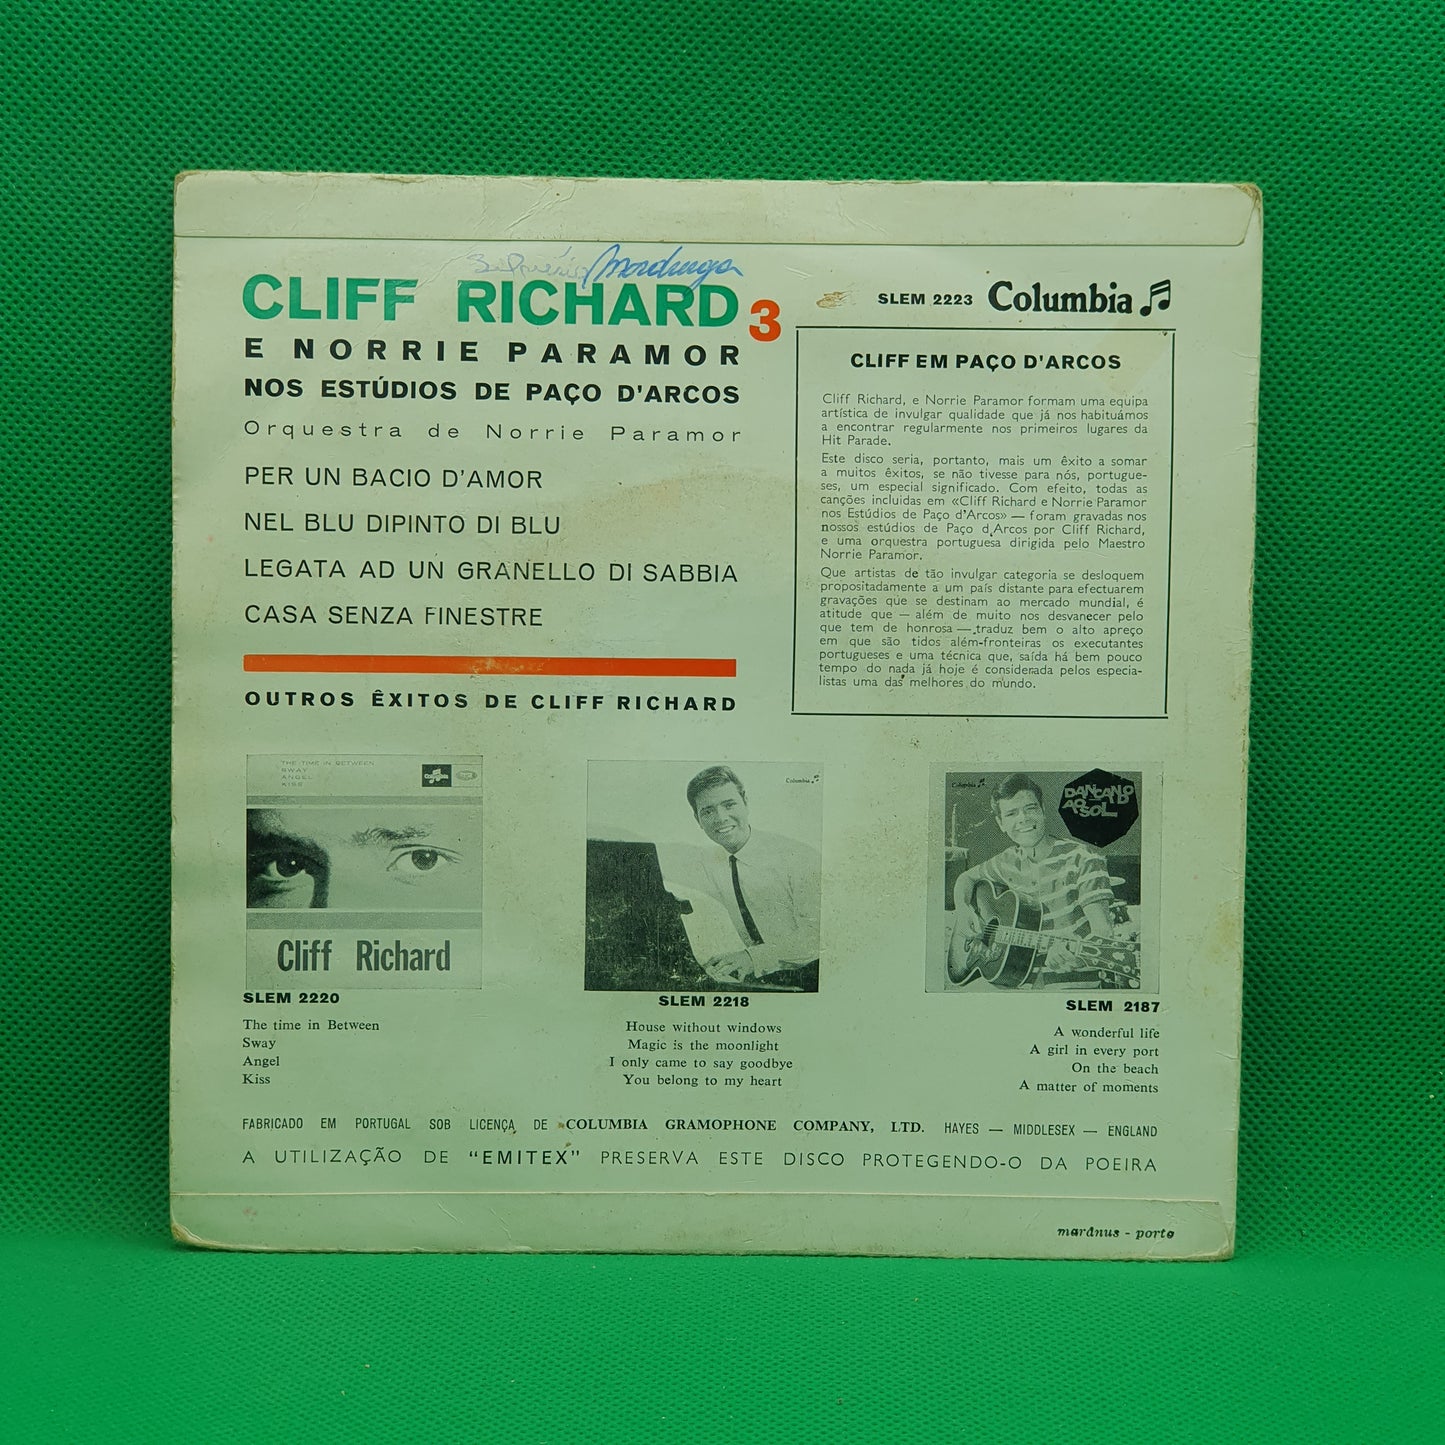 Mordunga
CLIFF RICHARD 3
E NORRIE PARAMOR
NOS ESTÚDIOS DE PAÇO D'ARCOS
Orquestra de Norrie Paramor
PER UN BACIO D'AMOR
NEL BLU DIPINTO DI BLU
LEGATA AD UN GRANELLO DI SABBIA
CASA SENZA FINESTRE
OUTROS ÊXITOS DE CLIFF RICHARD
SLEM 2223 Columbia
CLIFF EM PAÇO D'ARCOS
Cliff Richard, e Norrie Paramor formam uma equipa
artística de invulgar qualidade que já nos habituámos
a encontrar regularmente nos primeiros lugares da
Hit Parade.
Este disco seria, portanto, mais um êxito a somar
a muitos êxitos, se não tivesse para nós, portugue-
ses, um especial significado. Com efeito, todas as
canções incluidas em «Cliff Richard e Norrie Paramor
nos Estúdios de Paço d'Arcos» — foram gravadas nos
nossos estúdios de Paço d,Arcos por Cliff Richard,
e uma orquestra portuguesa dirigida pelo Maestro
Norrie Paramor.
Que artistas de tão invulgar categoria se desloquem
propositadamente a um país distante para efectuarem
gravações que se destinam ao mercado mundial, é
atitude que — além de muito nos desvanecer pelo
que tem de honrosa — traduz bem o alto apreço
em que são tidos além-fronteiras os executantes
portugueses e uma técnica que, saída há bem pouco
tempo do nada já hoje é considerada pelos especia-
listas uma das melhores do mundo.
THE TIME IN BETWEEN
SWAY
ANGEL
KISS
Columbia
Cliff Richard
SLEM 2220
The time in Between
Sway
Angel
Kiss
Columbia
SLEM 2218
House without windows
Magic is the moonlight
I only came to say goodbye
You belong to my heart
Columbia
DANÇANDO
AO SOL
SLEM 2187
A wonderful life
A girl in every port
On the beach
A matter of moments
FABRICADO EM PORTUGAL SOB LICENÇA DE COLUMBIA GRAMOPHONE COMPANY, LTD. HAYES — MIDDLESEX — ENGLAND
A UTILIZAÇÃO DE "EMITEX" PRESERVA ESTE DISCO PROTEGENDO-O DA POEIRA
marânus - porto